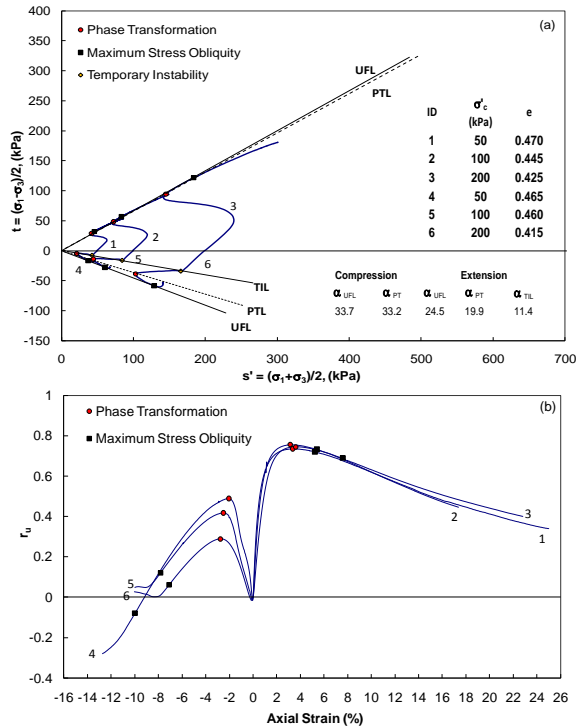 (a)
Phase Transformation
Maximum Stress Obliquity
Temporary Instability
t = (σ1-σ3)/2, (kPa)
400
350
300
250
200
150
100
50
0
-50
-100
-150
UFL
PTL
ID σ'c (kPa) e
1 50 0.470
2 100 0.445
3 200 0.425
4 50 0.465
5 100 0.460
6 200 0.415
1
2
3
4
5
6
TIL
PTL
UFL
Compression Extension
α UFL α PT α UFL α PT α TIL
33.7 33.2 24.5 19.9 11.4
0 100 200 300 400 500 600 700
s' = (σ1+σ3)/2, (kPa)
(b)
Phase Transformation
Maximum Stress Obliquity
ru
1
0.8
0.6
0.4
0.2
0
-0.2
-0.4
5
6
4
3
2
1
-16 -14 -12 -10 -8 -6 -4 -2 0 2 4 6 8 10 12 14 16 18 20 22 24 26
Axial Strain (%)